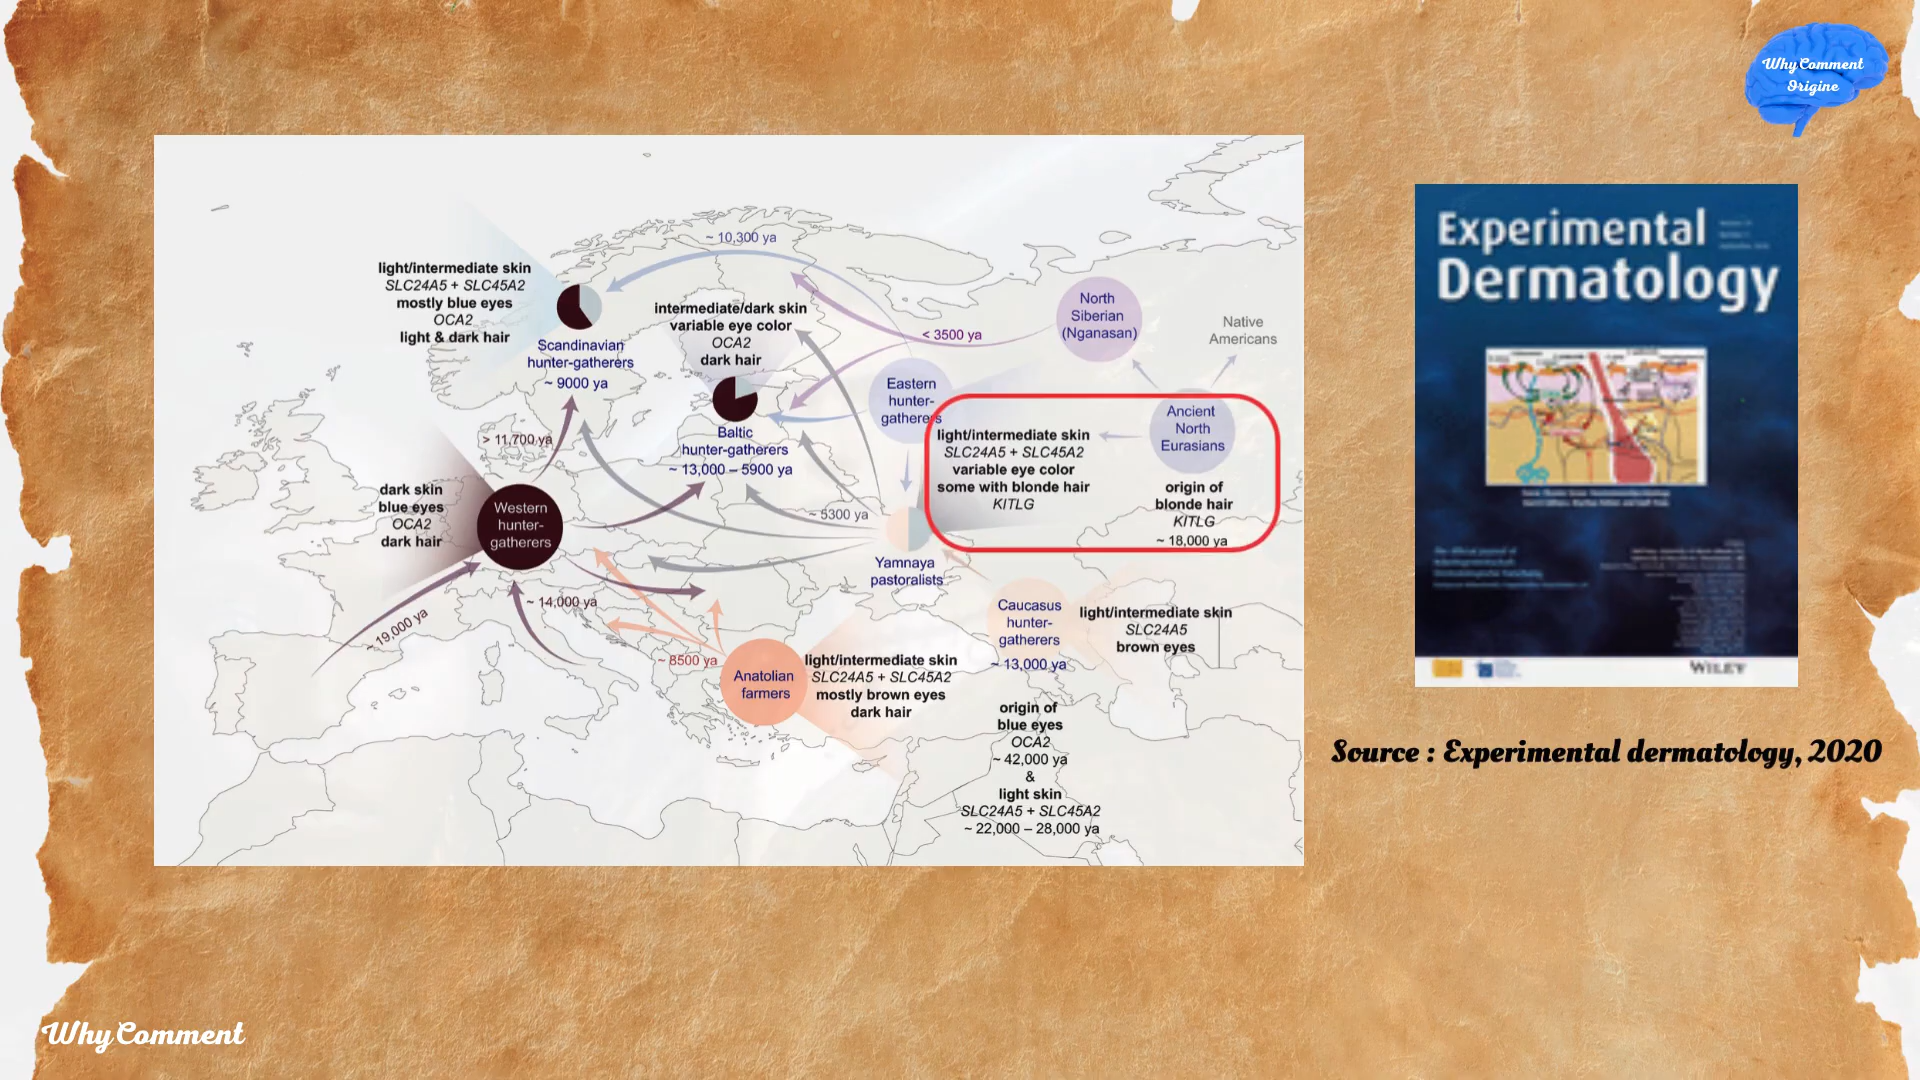 Why Comment
Origine
~ 10,300 ya
light/intermediate skin
SLC24A5 + SLC45A2
mostly blue eyes
OCA2
light & dark hair
Scandinavian
hunter-gatherers
~ 9000 ya
intermediate/dark skin
variable eye color
OCA2
dark hair
Baltic
hunter-gatherers
~ 13,000 – 5900 ya
North
Siberian
(Nganasan)
< 3500 ya
Native
Americans
Eastern
hunter-
gatherers
Ancient
North
Eurasians
light/intermediate skin
SLC24A5 + SLC45A2
variable eye color
some with blonde hair
KITLG
origin of
blonde hair
KITLG
~ 18,000 ya
> 11,700 ya
dark skin
blue eyes
OCA2
dark hair
Western
hunter-
gatherers
~ 5300 ya
Yamnaya
pastoralists
~ 14,000 ya
~ 19,000 ya
~ 8500 ya
Anatolian
farmers
light/intermediate skin
SLC24A5 + SLC45A2
mostly brown eyes
dark hair
Caucasus
hunter-
gatherers
~ 13,000 ya
light/intermediate skin
SLC24A5
brown eyes
origin of
blue eyes
OCA2
~ 42,000 ya
&
light skin
SLC24A5 + SLC45A2
~ 22,000 – 28,000 ya
Experimental
Dermatology
WILEY
Source : Experimental dermatology, 2020
Why Comment